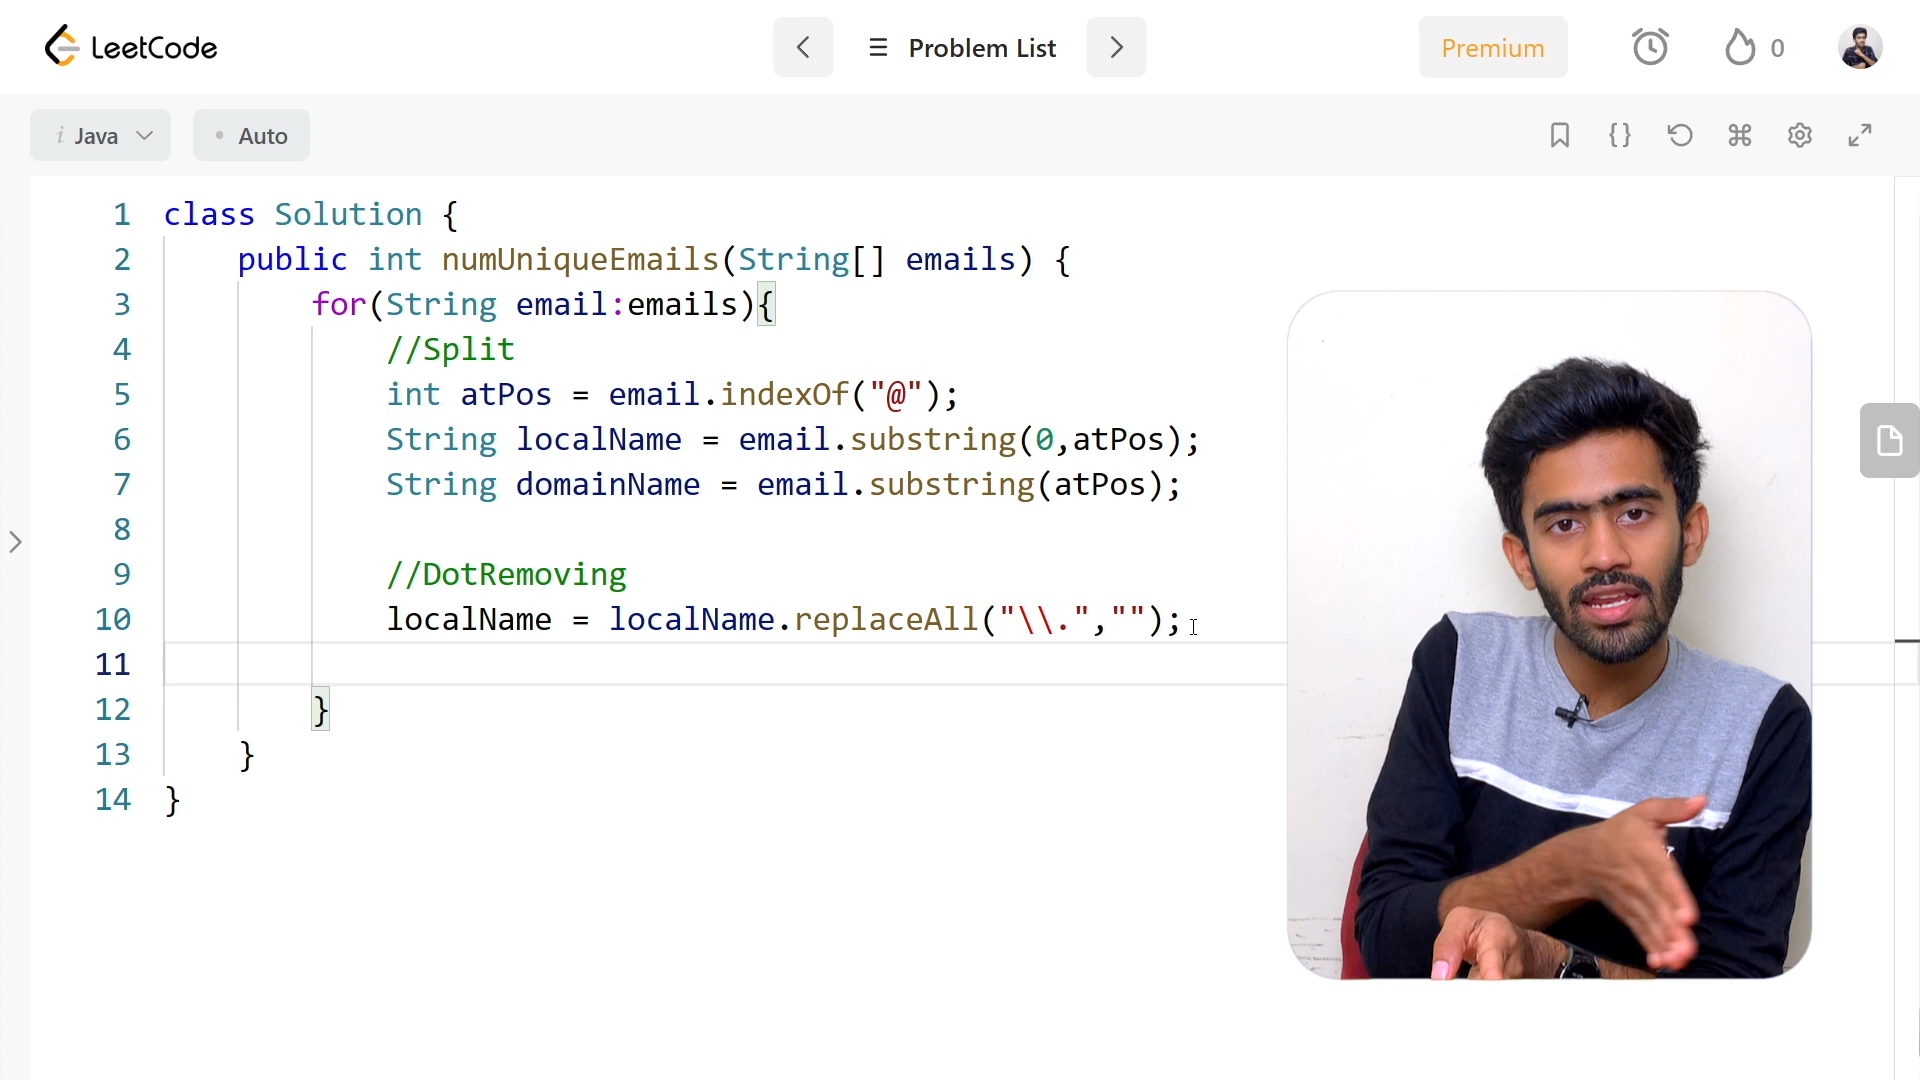 LeetCode
Problem List
Premium
0
i Java
Auto
1 class Solution {
2 public int numUniqueEmails(String[] emails) {
3 for(String email:emails){
4 //Split
5 int atPos = email.indexOf("@");
6 String localName = email.substring(0,atPos);
7 String domainName = email.substring(atPos);
8
9 //DotRemoving
10 localName = localName.replaceAll("\\.","");
11
12 }
13 }
14 }